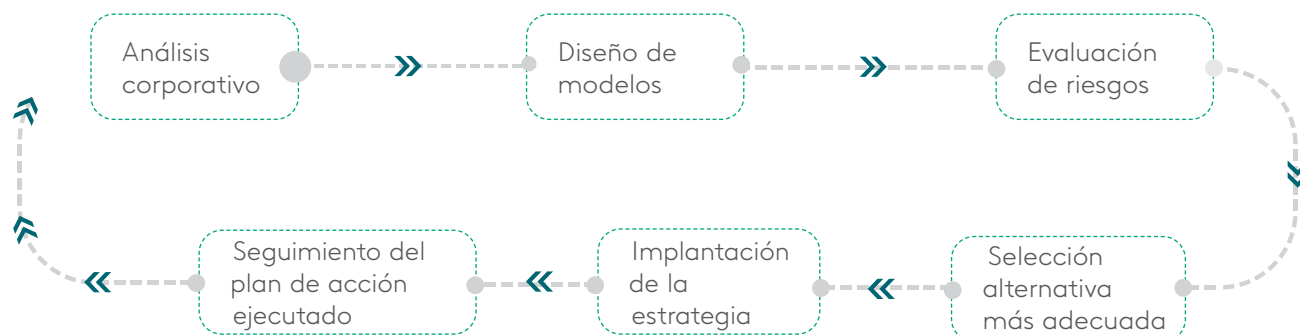 Análisis
corporativo
Diseño de
modelos
Evaluación
de riesgos
Selección
alternativa
más adecuada
Implantación
de la
estrategia
Seguimiento del
plan de acción
ejecutado